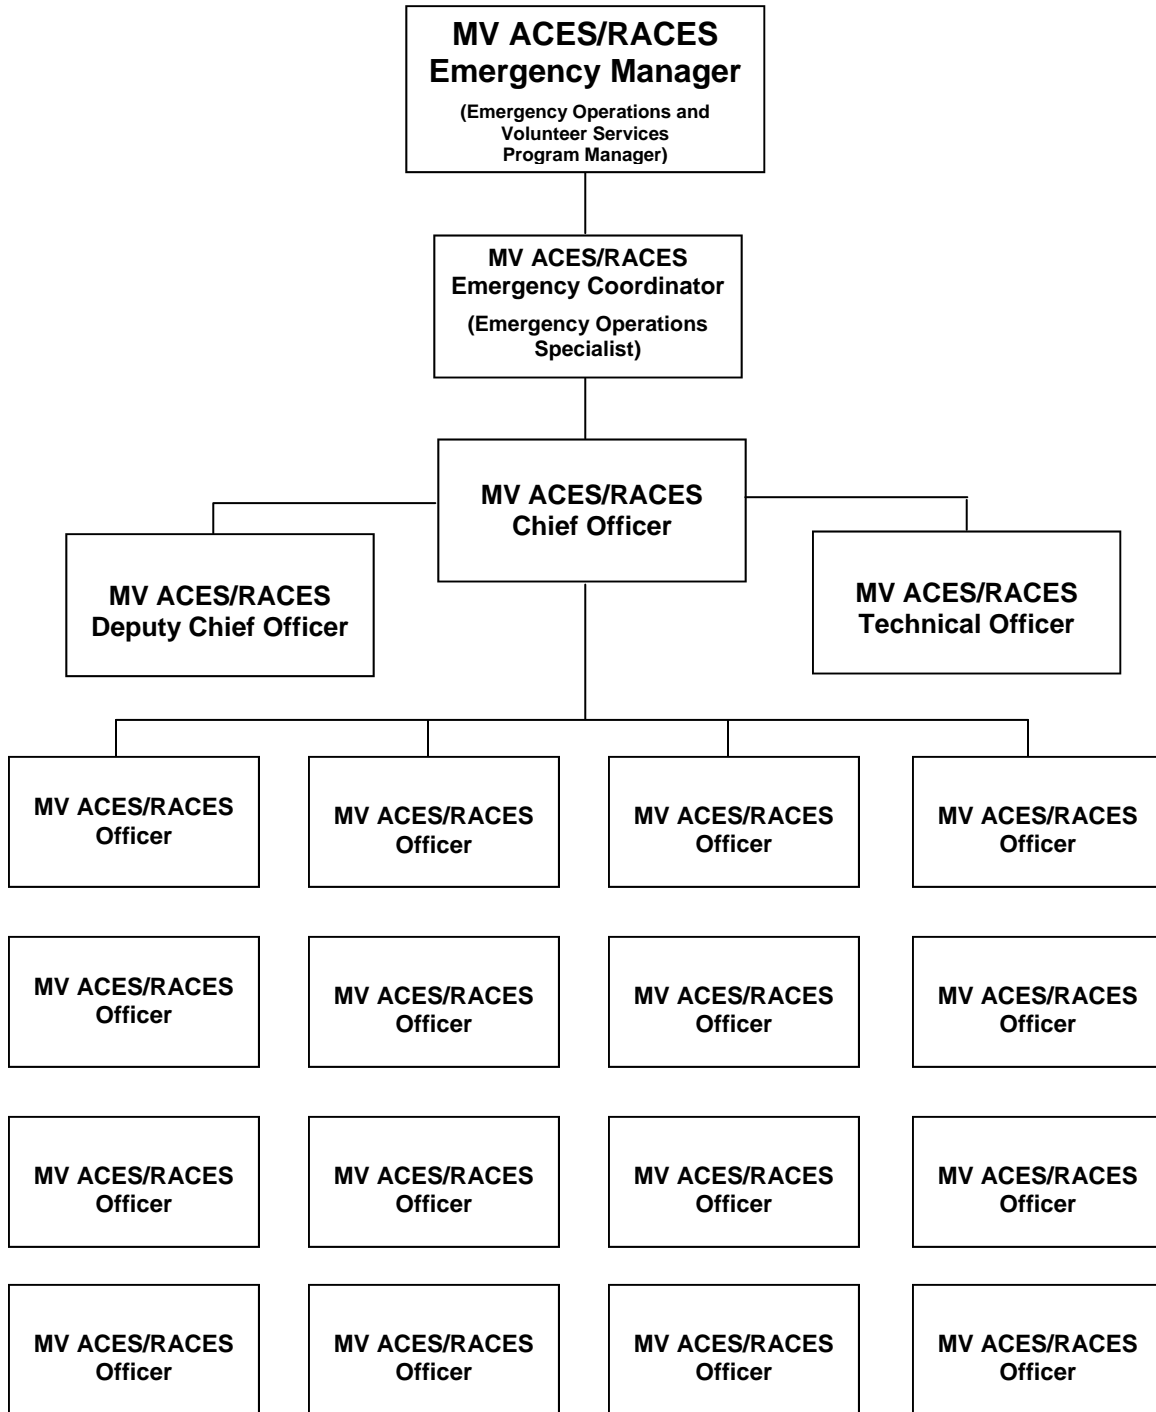 MV ACES/RACES
Emergency Manager
(Emergency Operations and
Volunteer Services
Program Manager)
MV ACES/RACES
Emergency Coordinator
(Emergency Operations
Specialist)
MV ACES/RACES
Chief Officer
MV ACES/RACES
Deputy Chief Officer
MV ACES/RACES
Technical Officer
MV ACES/RACES
Officer
MV ACES/RACES
Officer
MV ACES/RACES
Officer
MV ACES/RACES
Officer
MV ACES/RACES
Officer
MV ACES/RACES
Officer
MV ACES/RACES
Officer
MV ACES/RACES
Officer
MV ACES/RACES
Officer
MV ACES/RACES
Officer
MV ACES/RACES
Officer
MV ACES/RACES
Officer
MV ACES/RACES
Officer
MV ACES/RACES
Officer
MV ACES/RACES
Officer
MV ACES/RACES
Officer